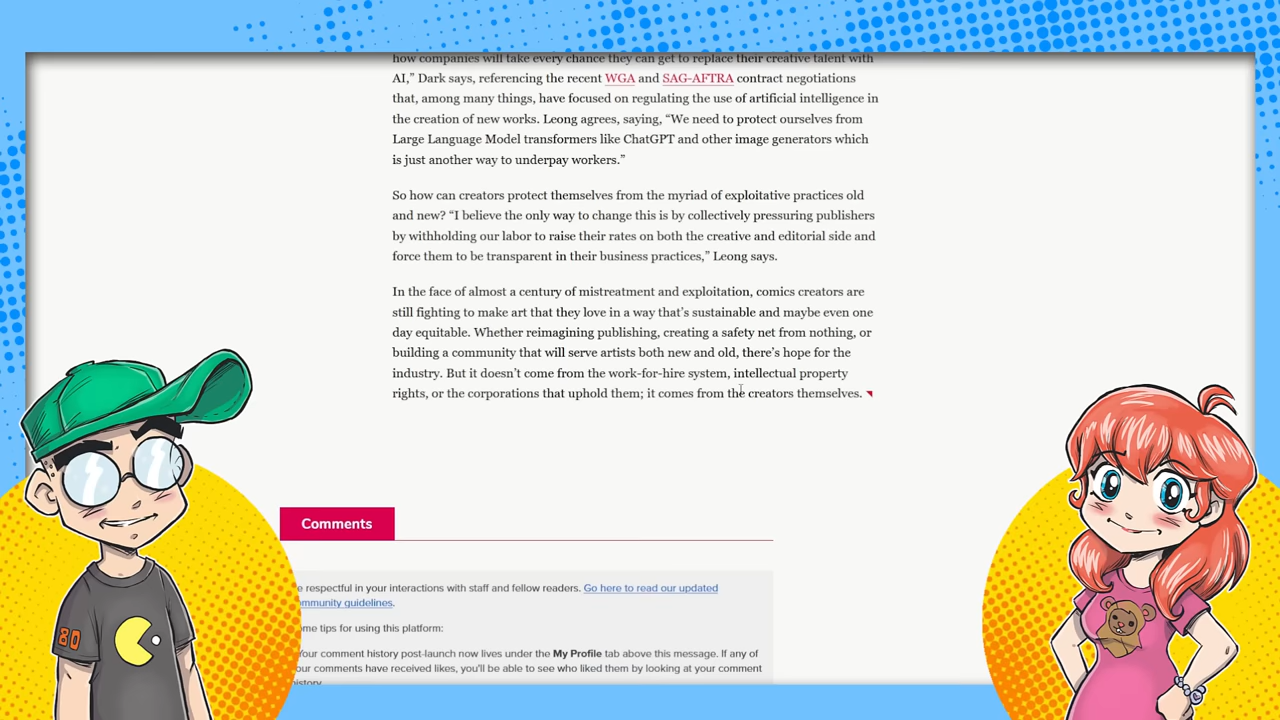 how companies will take every chance they can get to replace their creative talent with
AI,” Dark says, referencing the recent WGA and SAG-AFTRA contract negotiations
that, among many things, have focused on regulating the use of artificial intelligence in
the creation of new works. Leong agrees, saying, “We need to protect ourselves from
Large Language Model transformers like ChatGPT and other image generators which
is just another way to underpay workers.”
So how can creators protect themselves from the myriad of exploitative practices old
and new? “I believe the only way to change this is by collectively pressuring publishers
by withholding our labor to raise their rates on both the creative and editorial side and
force them to be transparent in their business practices,” Leong says.
In the face of almost a century of mistreatment and exploitation, comics creators are
still fighting to make art that they love in a way that’s sustainable and maybe even one
day equitable. Whether reimagining publishing, creating a safety net from nothing, or
building a community that will serve artists both new and old, there’s hope for the
industry. But it doesn’t come from the work-for-hire system, intellectual property
rights, or the corporations that uphold them; it comes from the creators themselves.
Comments
e respectful in your interactions with staff and fellow readers. Go here to read our updated
mmunity guidelines.
ome tips for using this platform:
Your comment history post-launch now lives under the My Profile tab above this message. If any of
our comments have received likes, you'll be able to see who liked them by looking at your comment
history
80